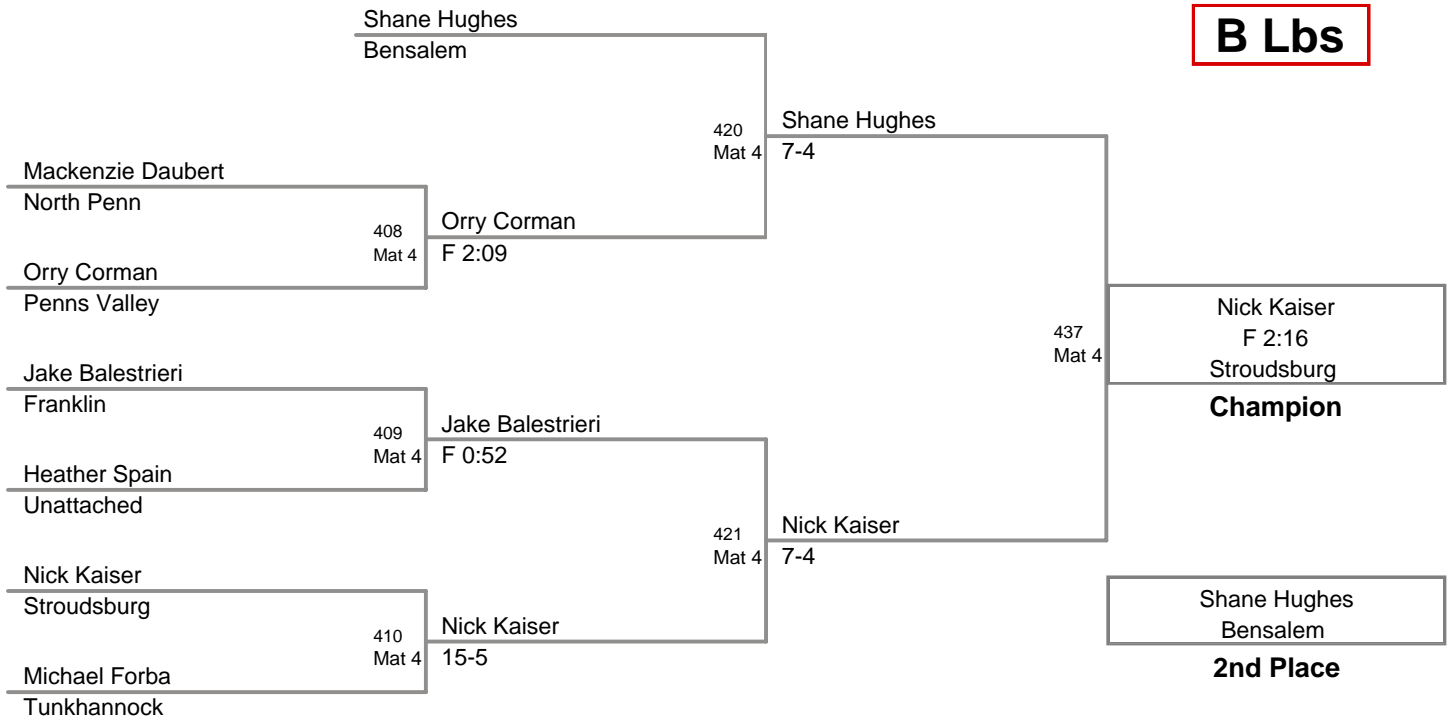 Shane Hughes
Bensalem
B Lbs
420
Mat 4
Shane Hughes
7-4
Mackenzie Daubert
North Penn
408
Mat 4
Orry Corman
F 2:09
Orry Corman
Penns Valley
437
Mat 4
Nick Kaiser
F 2:16
Stroudsburg
Champion
Jake Balestrieri
Franklin
409
Mat 4
Jake Balestrieri
F 0:52
Heather Spain
Unattached
421
Mat 4
Nick Kaiser
7-4
Nick Kaiser
Stroudsburg
410
Mat 4
Nick Kaiser
15-5
Michael Forba
Tunkhannock
Shane Hughes
Bensalem
2nd Place